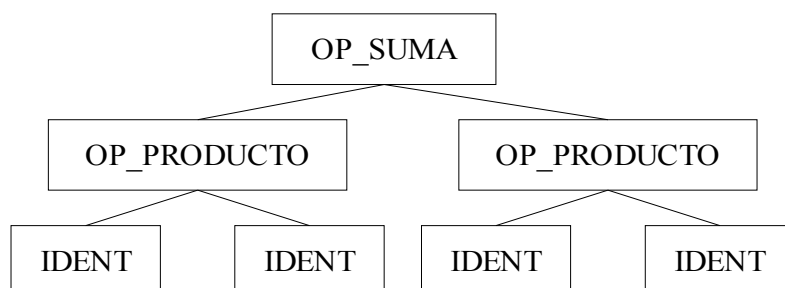 OP_SUMA
OP_PRODUCTO OP_PRODUCTO
IDENT IDENT IDENT IDENT